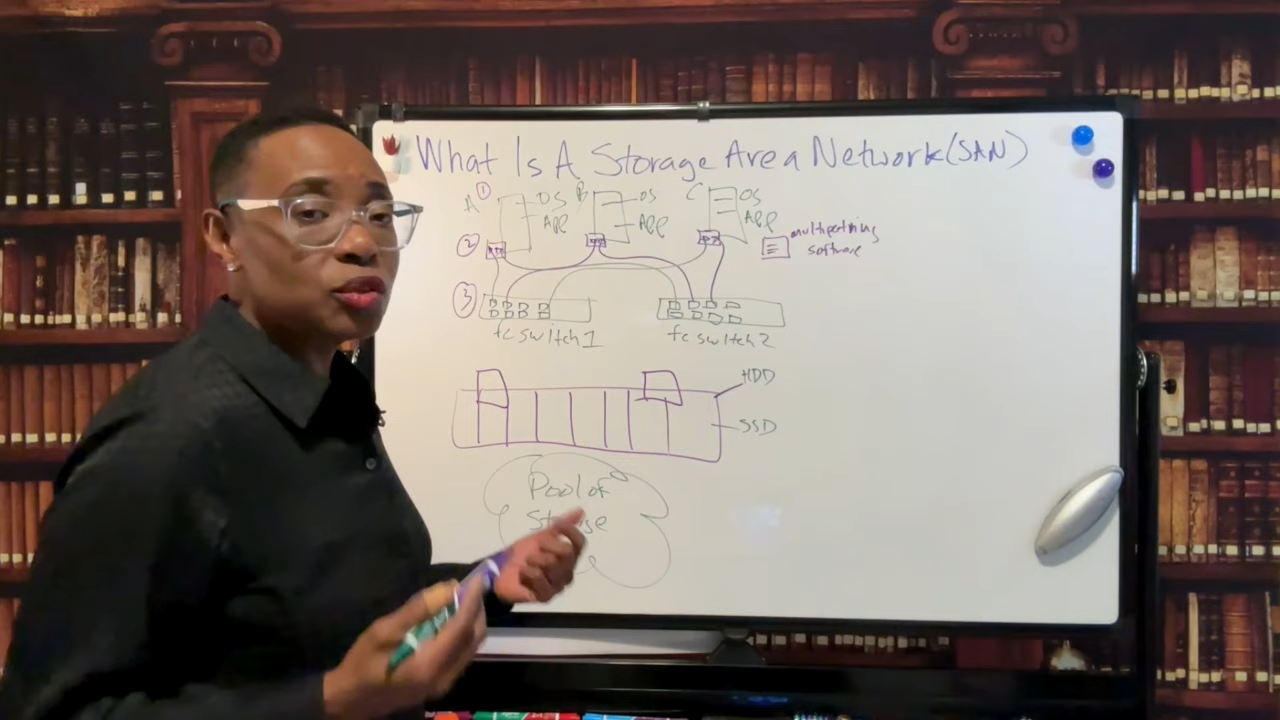 What Is A Storage Area Network (SAN)
A ① OS B OS C OS
App App App
② multipathing
software
③
fc switch 1 fc switch 2
HDD
SSD
Pool of
Storage